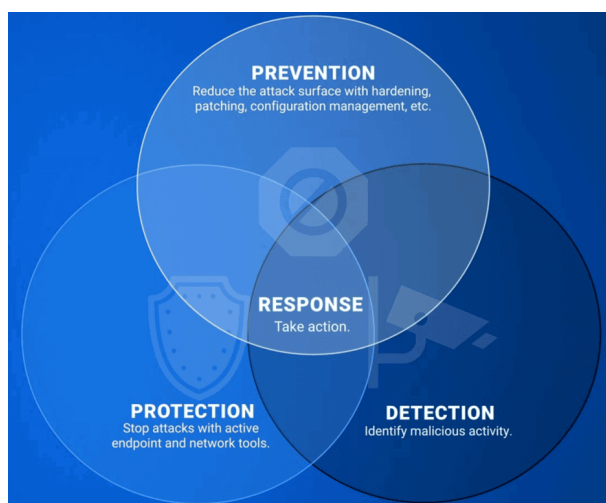 PREVENTION
Reduce the attack surface with hardening,
patching, configuration management, etc.
RESPONSE
Take action.
PROTECTION
Stop attacks with active
endpoint and network tools.
DETECTION
Identify malicious activity.